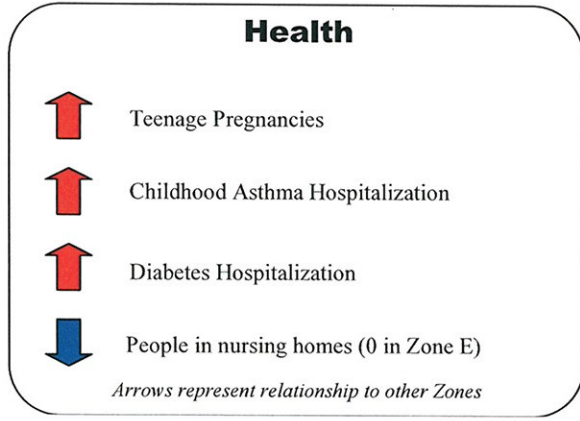 Health
Teenage Pregnancies
Childhood Asthma Hospitalization
Diabetes Hospitalization
People in nursing homes (0 in Zone E)
Arrows represent relationship to other Zones